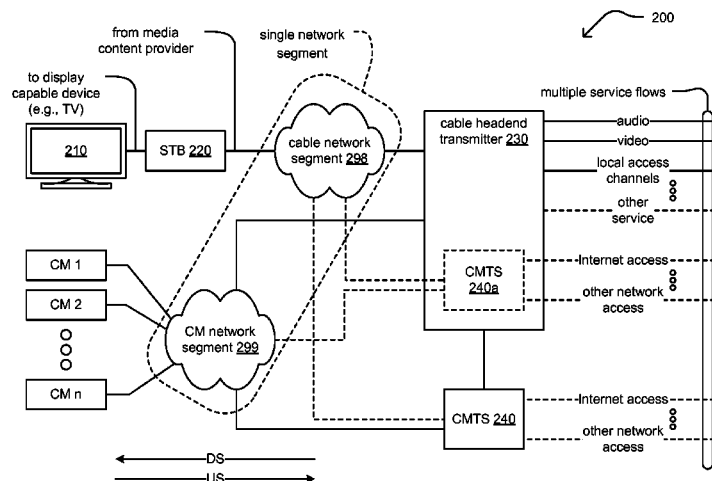 200
from media
content provider
single network
segment
to display
capable device
(e.g., TV)
multiple service flows
210
STB 220
cable network
segment 298
cable headend
transmitter 230
audio
video
local access
channels
other
service
CM 1
CM 2
CM n
CM network
segment 299
CMTS
240a
Internet access
other network
access
CMTS 240
Internet access
other network
access
DS
US